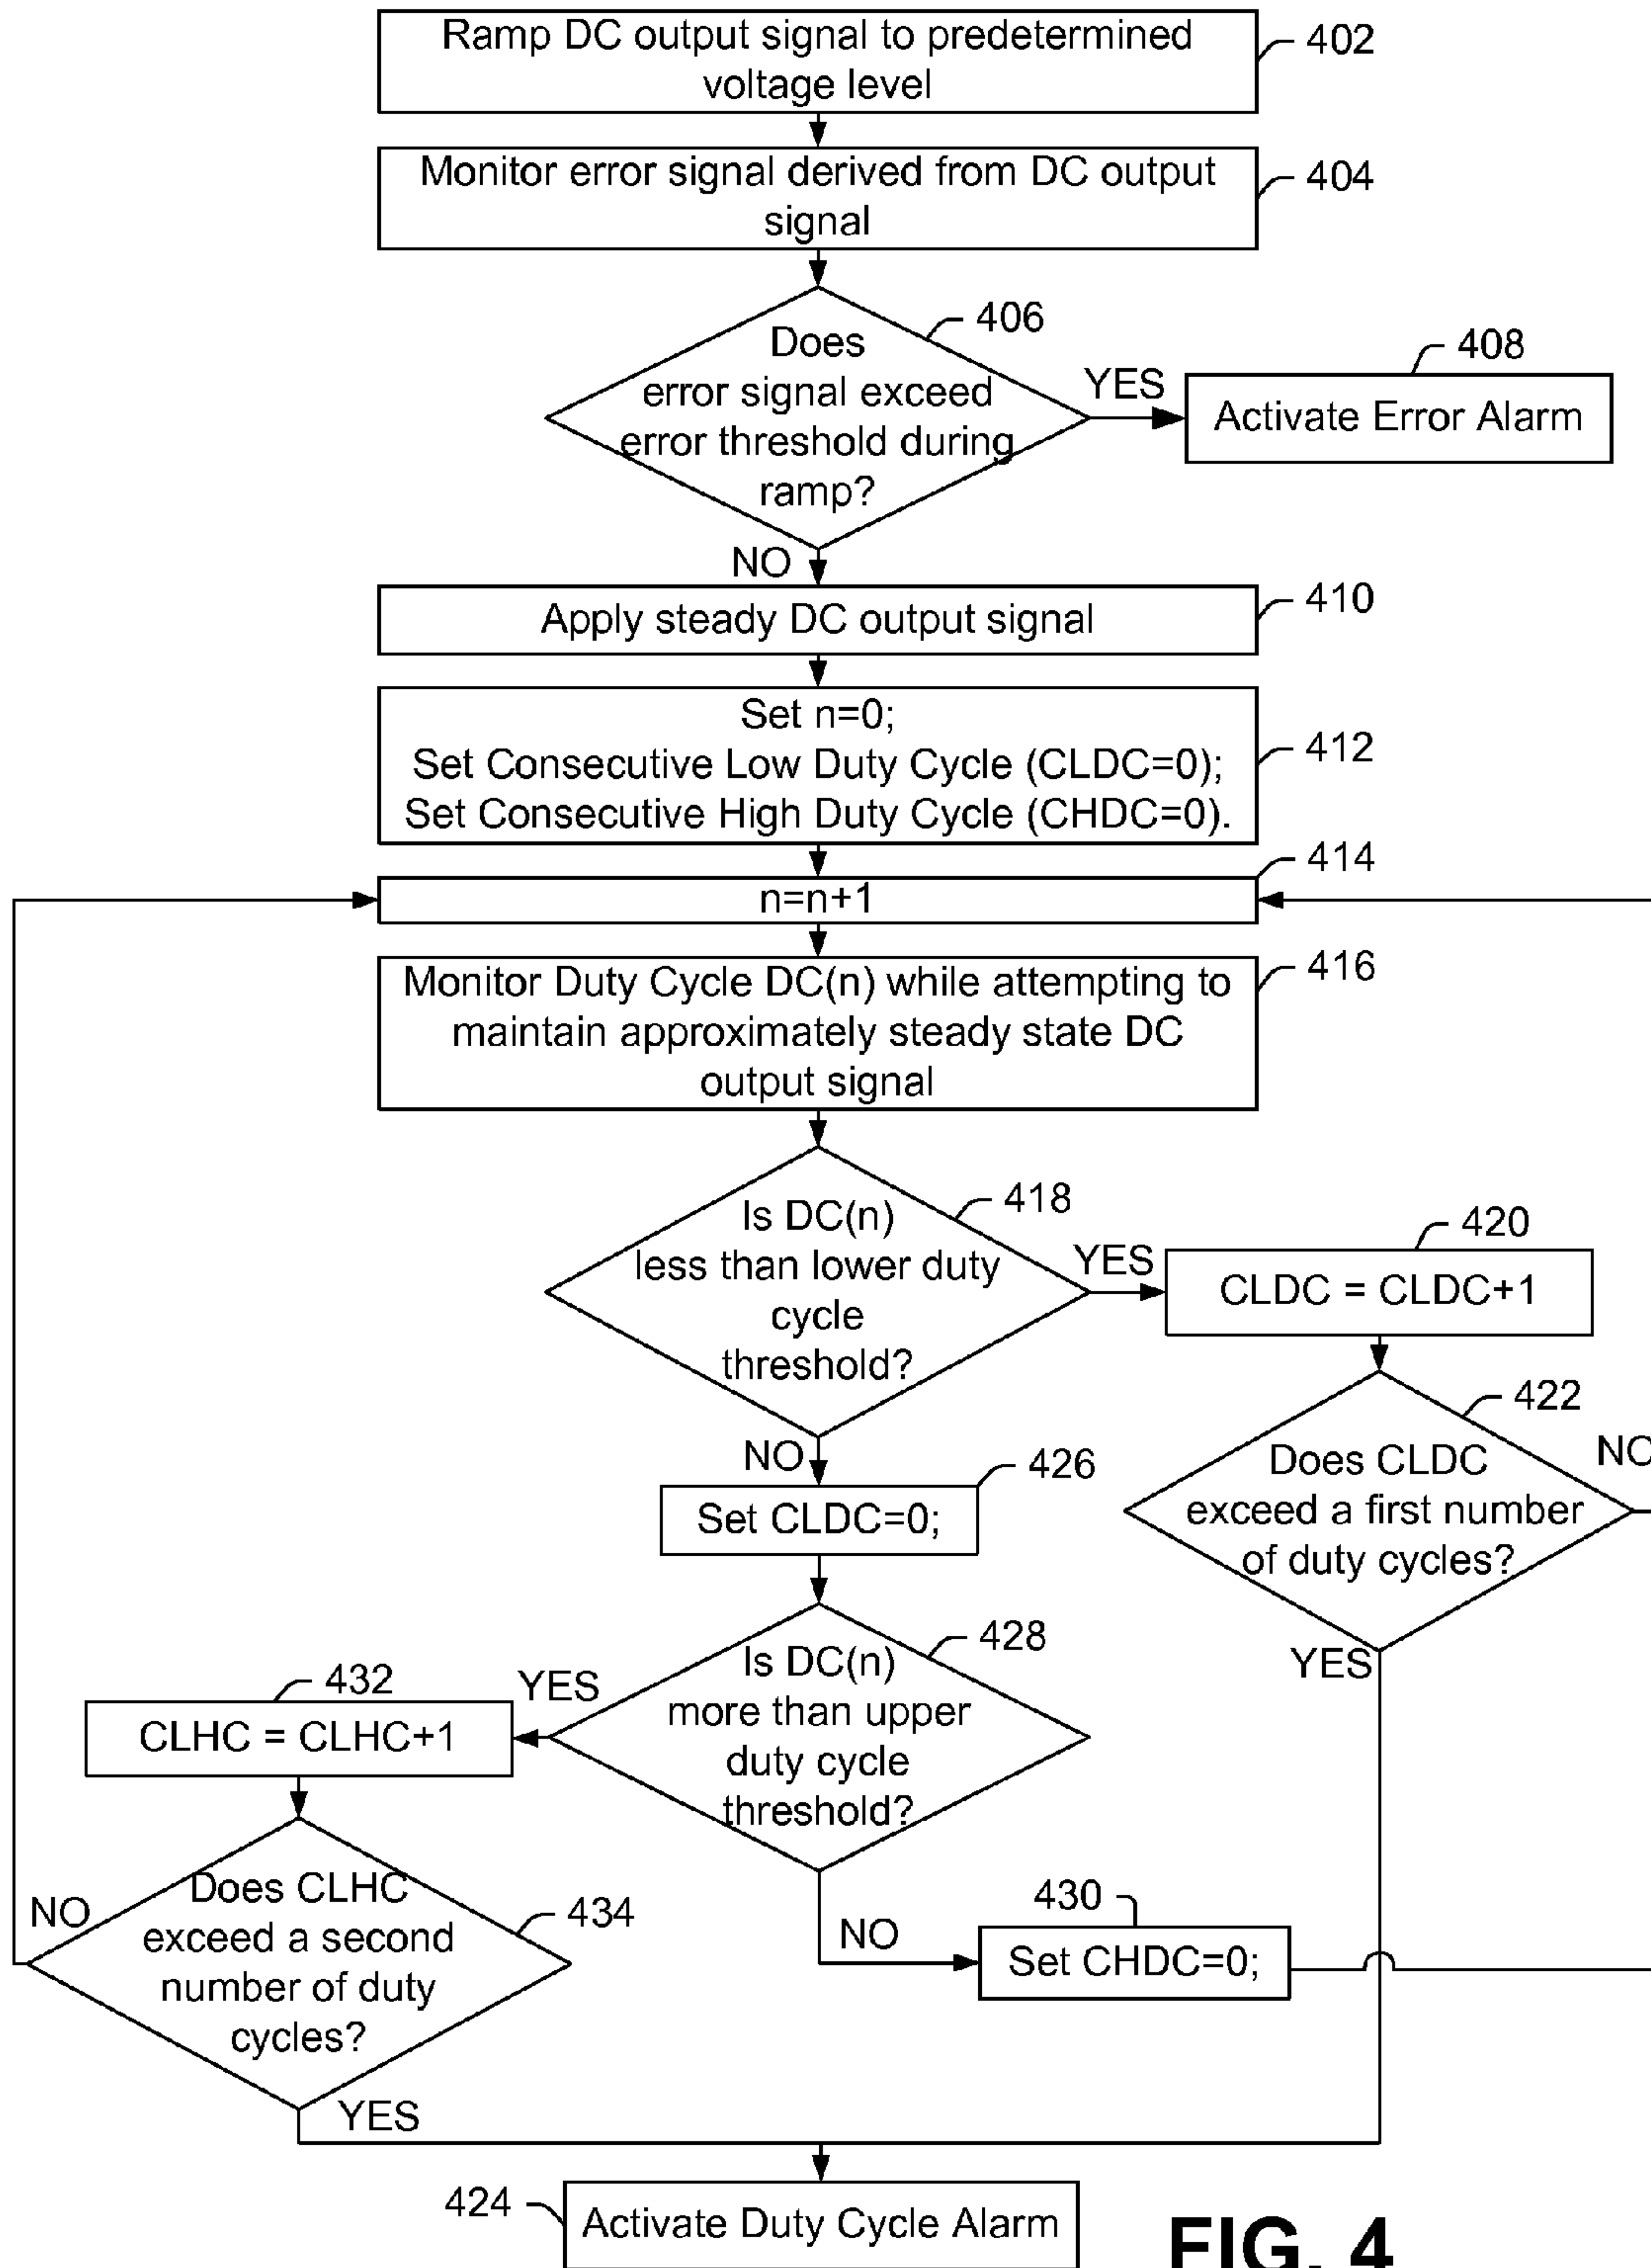 Ramp DC output signal to predetermined
voltage level
402
Monitor error signal derived from DC output
signal
404
Does
error signal exceed
error threshold during
ramp?
406
YES
408
Activate Error Alarm
NO
Apply steady DC output signal
410
Set n=0;
Set Consecutive Low Duty Cycle (CLDC=0);
Set Consecutive High Duty Cycle (CHDC=0).
412
414
n=n+1
Monitor Duty Cycle DC(n) while attempting to
maintain approximately steady state DC
output signal
416
Is DC(n)
less than lower duty
cycle
threshold?
418
YES
420
CLDC = CLDC+1
422
Does CLDC
exceed a first number
of duty cycles?
NO
YES
NO
426
Set CLDC=0;
428
Is DC(n)
more than upper
duty cycle
threshold?
YES
432
CLHC = CLHC+1
Does CLHC
exceed a second
number of duty
cycles?
434
NO
YES
NO
430
Set CHDC=0;
424
Activate Duty Cycle Alarm
FIG. 4